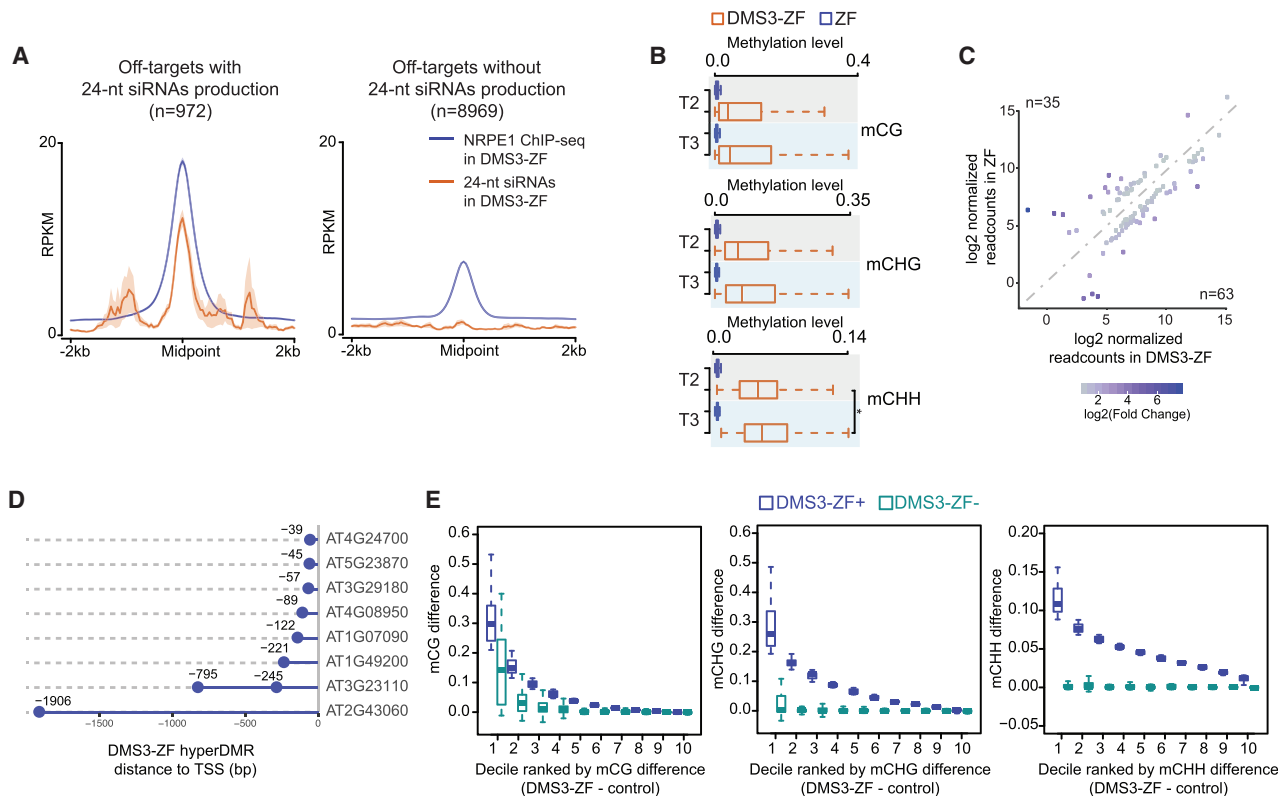 A
Off-targets with
24-nt siRNAs production
(n=972)
20
RPKM
0
-2kb
Midpoint
2kb
Off-targets without
24-nt siRNAs production
(n=8969)
NRPE1 ChIP-seq
in DMS3-ZF
24-nt siRNAs
in DMS3-ZF
20
RPKM
0
-2kb
Midpoint
2kb
B
DMS3-ZF ZF
Methylation level
0.0 0.4
T2
T3
mCG
Methylation level
0.0 0.35
T2
T3
mCHG
Methylation level
0.0 0.14
T2
T3
mCHH
*
C
n=35
15
10
5
0
log2 normalized
readcounts in ZF
n=63
0 5 10 15
log2 normalized
readcounts in DMS3-ZF
2 4 6
log2(Fold Change)
D
−39 AT4G24700
−45 AT5G23870
−57 AT3G29180
−89 AT4G08950
−122 AT1G07090
−221 AT1G49200
−795 −245 AT3G23110
−1906 AT2G43060
−1500 −1000 −500 0
DMS3-ZF hyperDMR
distance to TSS (bp)
E
DMS3-ZF+ DMS3-ZF-
0.6
0.5
0.4
0.3
0.2
0.1
0.0
mCG difference
1 2 3 4 5 6 7 8 9 10
Decile ranked by mCG difference
(DMS3-ZF - control)
0.6
0.5
0.4
0.3
0.2
0.1
0.0
mCHG difference
1 2 3 4 5 6 7 8 9 10
Decile ranked by mCHG difference
(DMS3-ZF - control)
0.20
0.15
0.10
0.05
0.00
−0.05
mCHH difference
1 2 3 4 5 6 7 8 9 10
Decile ranked by mCHH difference
(DMS3-ZF - control)